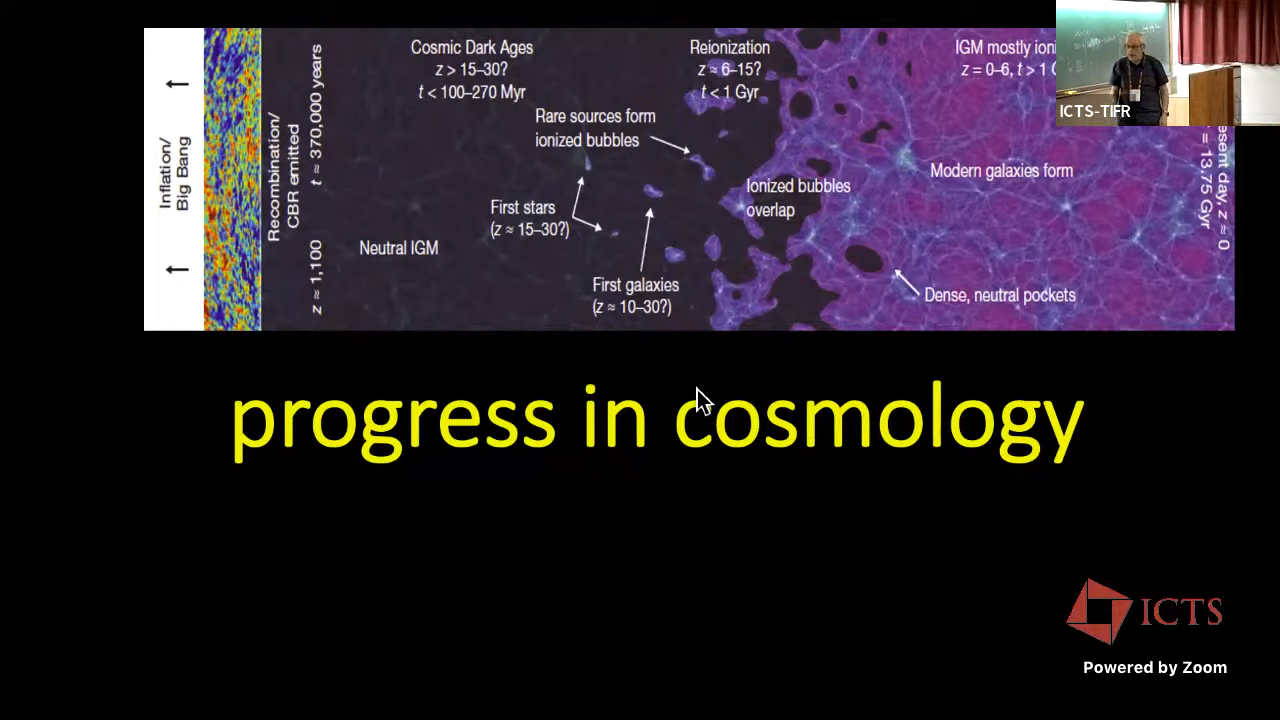 Inflation/
Big Bang
Recombination/
CBR emitted
z ≈ 1,100
t ≈ 370,000 years
Cosmic Dark Ages
z > 15–30?
t < 100–270 Myr
Neutral IGM
Rare sources form
ionized bubbles
First stars
(z ≈ 15–30?)
First galaxies
(z ≈ 10–30?)
Reionization
z ≈ 6–15?
t < 1 Gyr
Ionized bubbles
overlap
IGM mostly ioni
z = 0–6, t > 1 G
Modern galaxies form
Dense, neutral pockets
esent day, z ≈ 0
= 13.75 Gyr
ICTS-TIFR
progress in cosmology
ICTS
Powered by Zoom